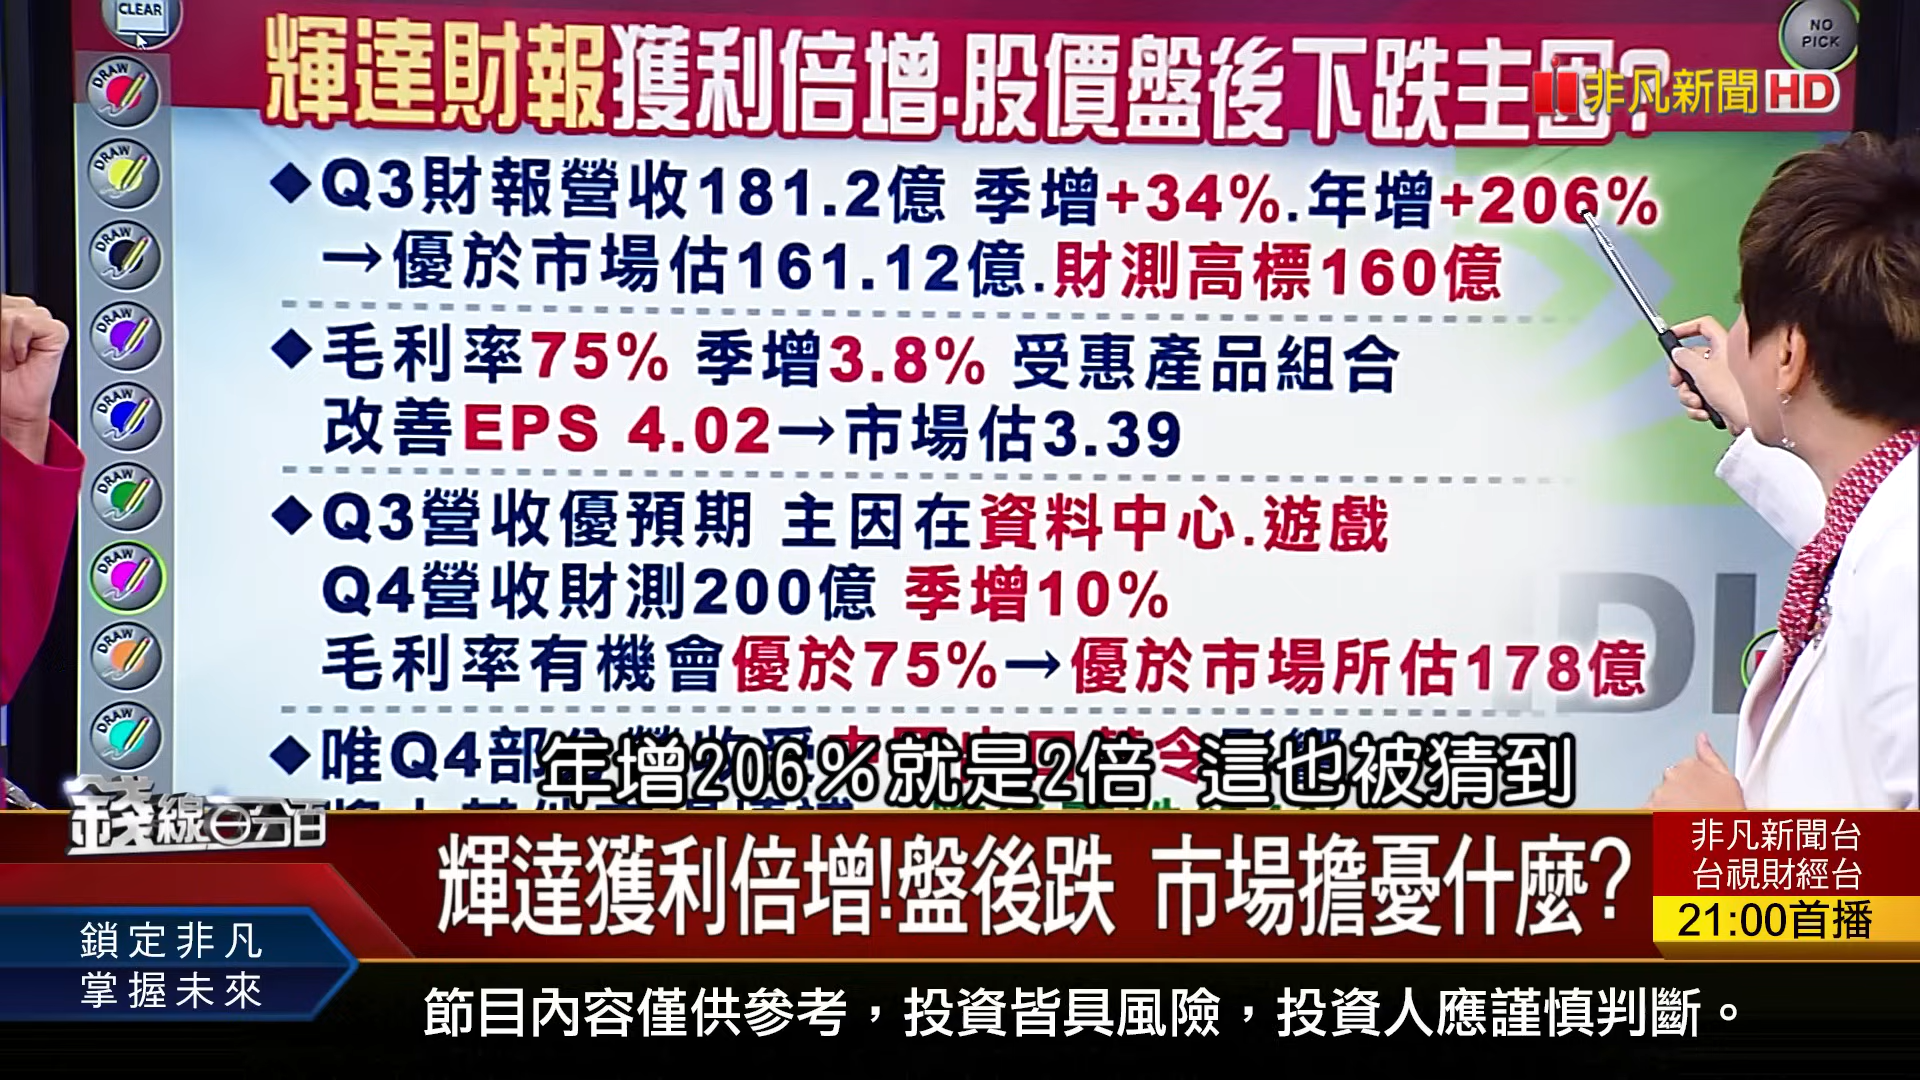 CLEAR
NO
PICK
輝達財報獲利倍增.股價盤後下跌主因?
非凡新聞HD
DRAW
DRAW
DRAW
DRAW
DRAW
DRAW
DRAW
DRAW
DRAW
◆Q3財報營收181.2億 季增+34%.年增+206%
→優於市場估161.12億.財測高標160億
◆毛利率75% 季增3.8% 受惠產品組合
改善EPS 4.02→市場估3.39
◆Q3營收優預期 主因在資料中心.遊戲
Q4營收財測200億 季增10%
毛利率有機會優於75%→優於市場所估178億
◆唯Q4部
年增206%就是2倍 這也被猜到
錢線百分百
輝達獲利倍增!盤後跌 市場擔憂什麼?
非凡新聞台
台視財經台
21:00首播
鎖定非凡
掌握未來
節目內容僅供參考，投資皆具風險，投資人應謹慎判斷。